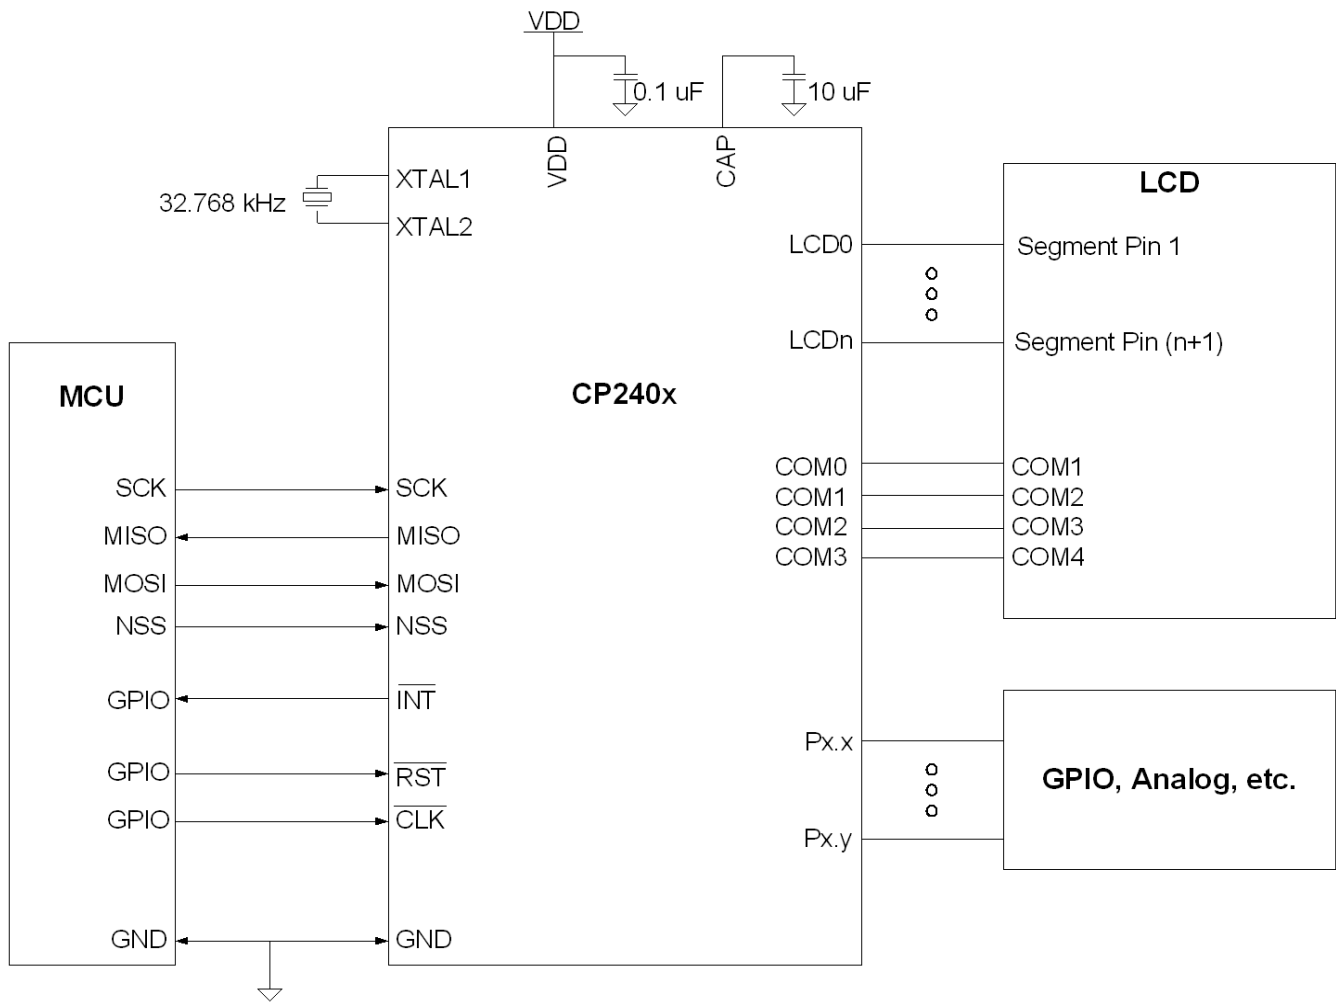 VDD
0.1 uF
10 uF
VDD
CAP
32.768 kHz
XTAL1
XTAL2
LCD
LCD0
Segment Pin 1
LCDn
Segment Pin (n+1)
MCU
CP240x
COM0
COM1
COM1
COM2
COM2
COM3
COM3
COM4
SCK
SCK
MISO
MISO
MOSI
MOSI
NSS
NSS
GPIO
INT
GPIO
RST
GPIO
CLK
Px.x
GPIO, Analog, etc.
Px.y
GND
GND